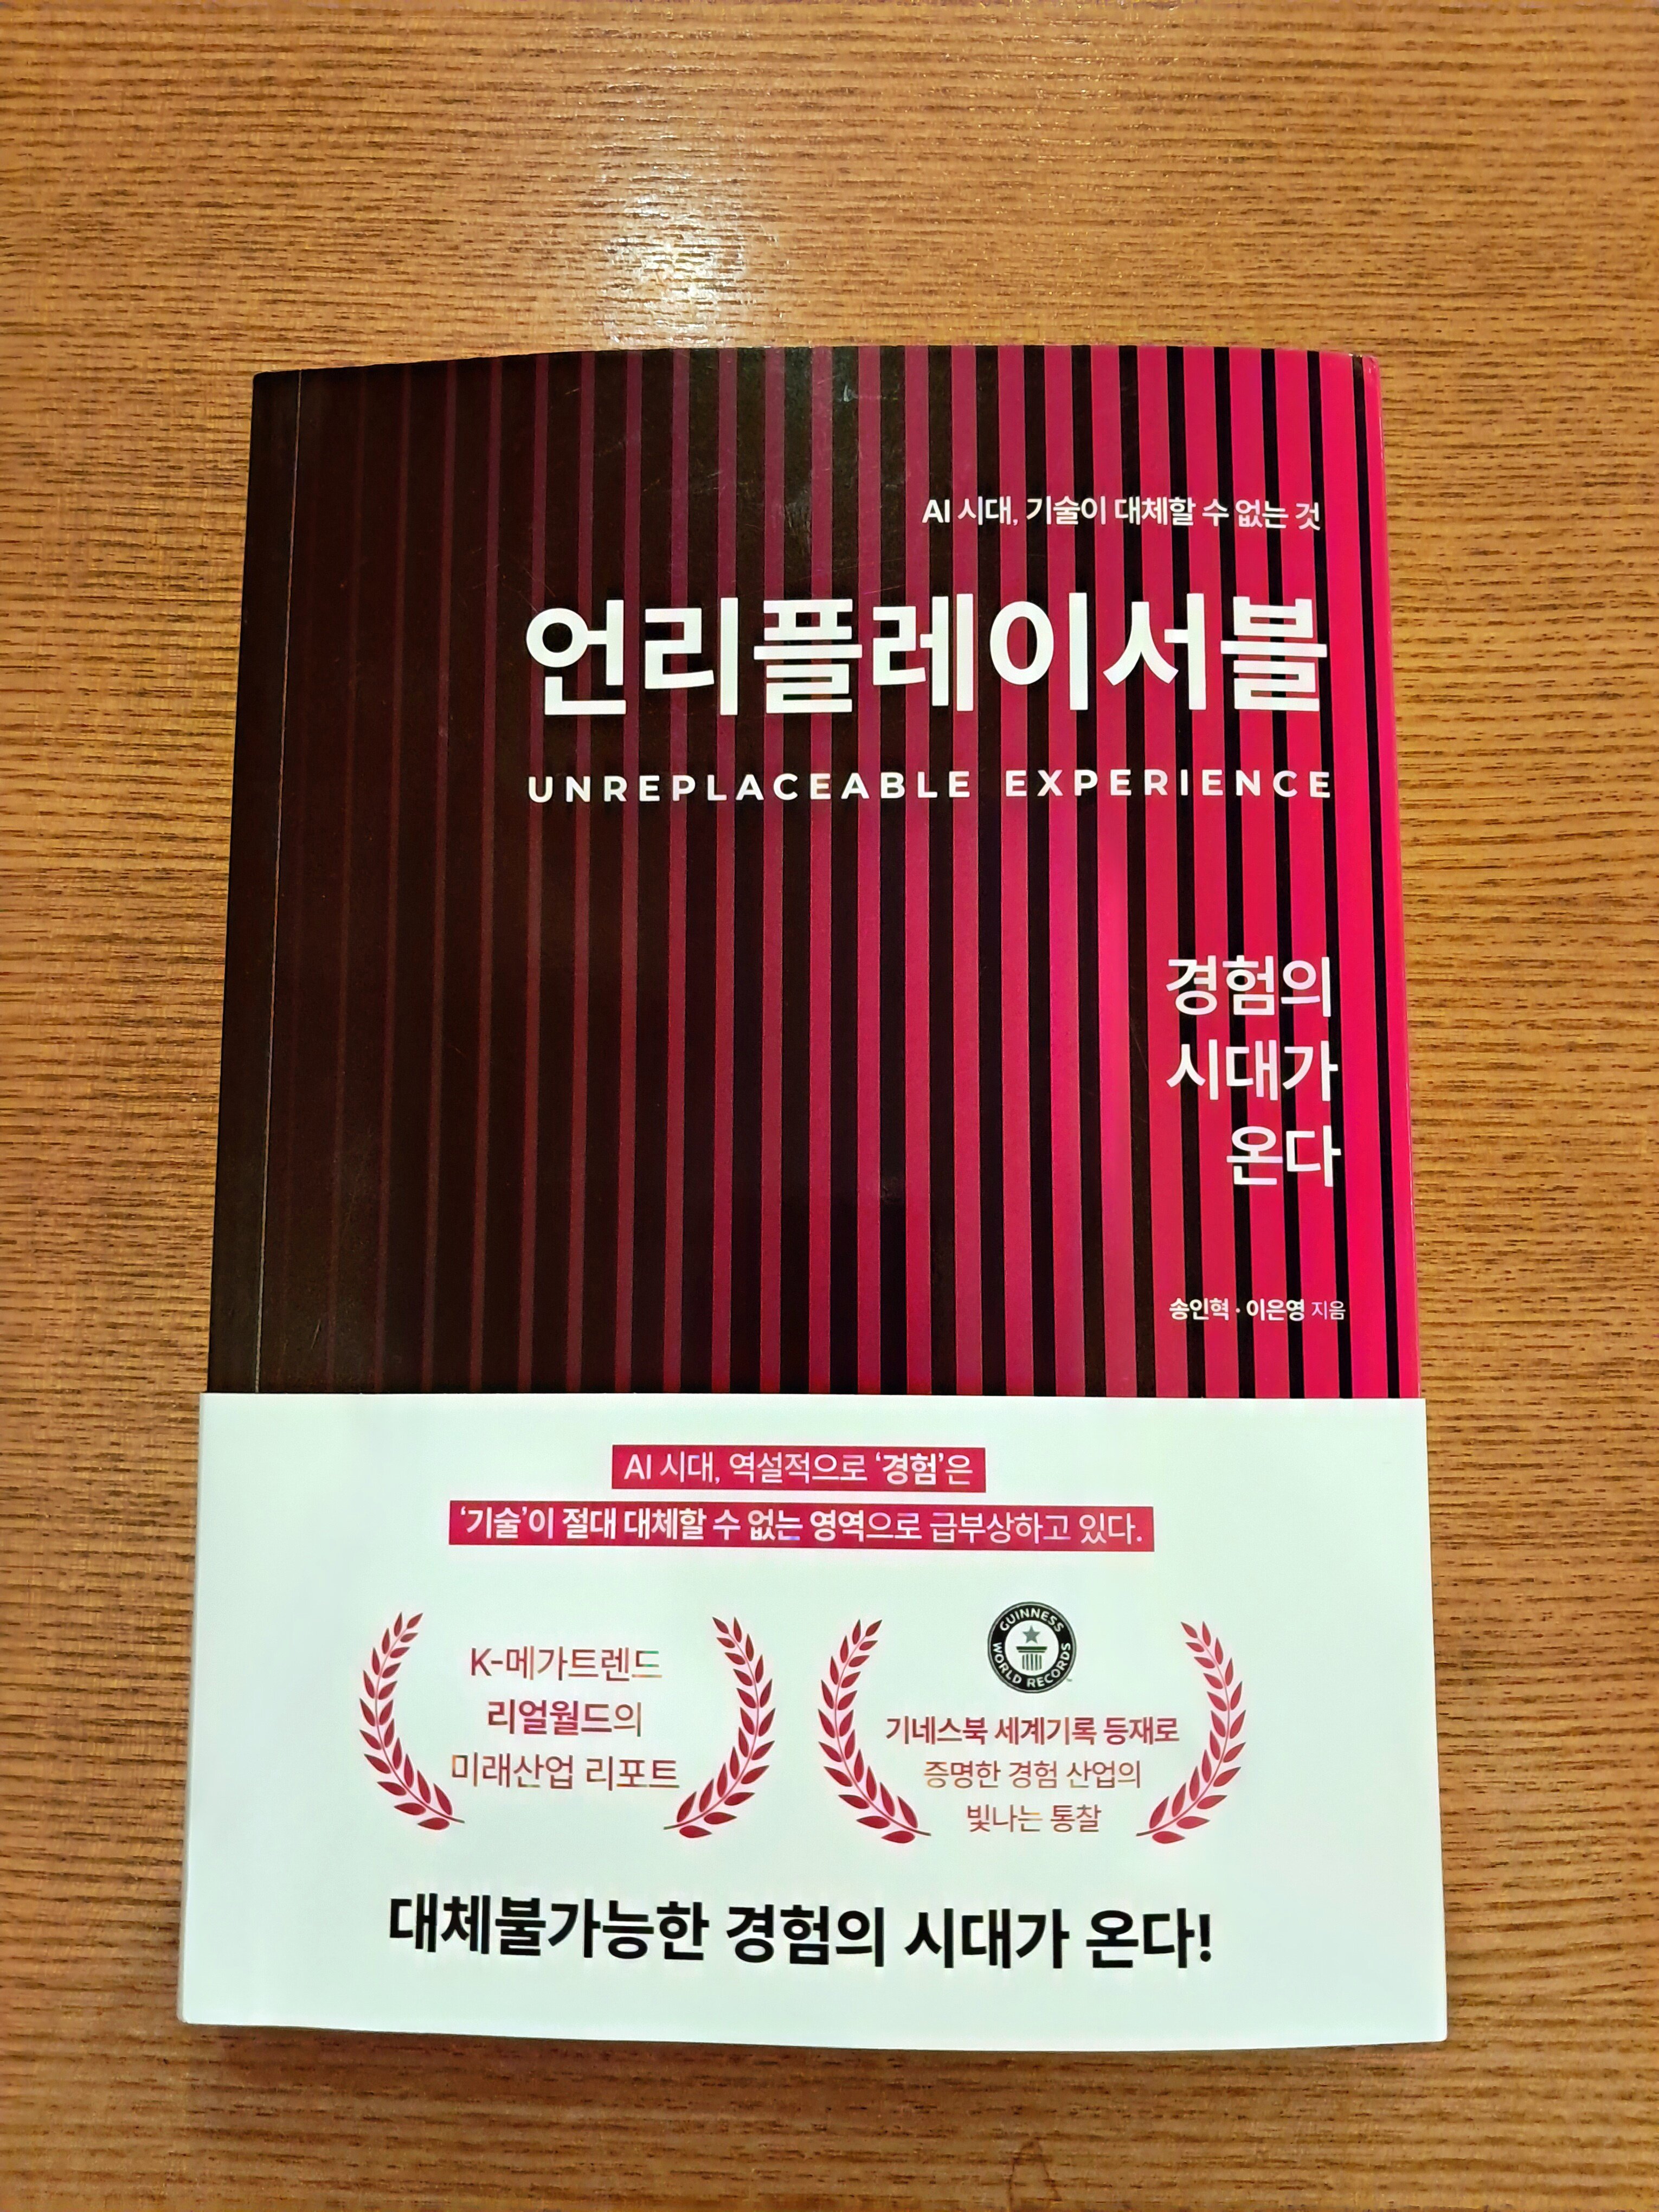 AI 시대, 기술이 대체할 수 없는 것
언리플레이서블
UNREPLACEABLE EXPERIENCE
경험의
시대가
온다
송인혁 · 이은영 지음
AI 시대, 역설적으로 ‘경험’은
‘기술’이 절대 대체할 수 없는 영역으로 급부상하고 있다.
K-메가트렌드
리얼월드의
미래산업 리포트
GUINNESS
WORLD RECORDS
기네스북 세계기록 등재로
증명한 경험 산업의
빛나는 통찰
대체불가능한 경험의 시대가 온다!